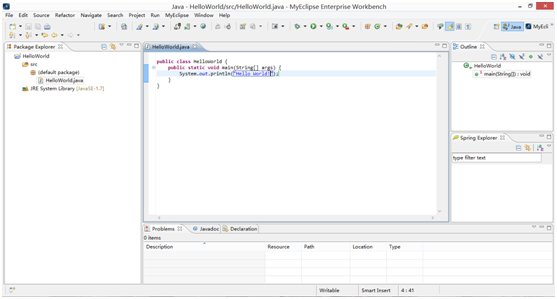 Java - HelloWorld/src/HelloWorld.java - MyEclipse Enterprise Workbench
File Edit Source Refactor Navigate Search Project Run MyEclipse Window Help
Java MyEcli
Package Explorer
HelloWorld
src
(default package)
HelloWorld.java
JRE System Library [JavaSE-1.7]
HelloWorld.java
public class HelloWorld {
public static void main(String[] args) {
System.out.println("Hello World!");
}
}
Outline
HelloWorld
main(String[]) : void
Spring Explorer
type filter text
Problems Javadoc Declaration
0 items
Description Resource Path Location Type
Writable Smart Insert 4 : 41